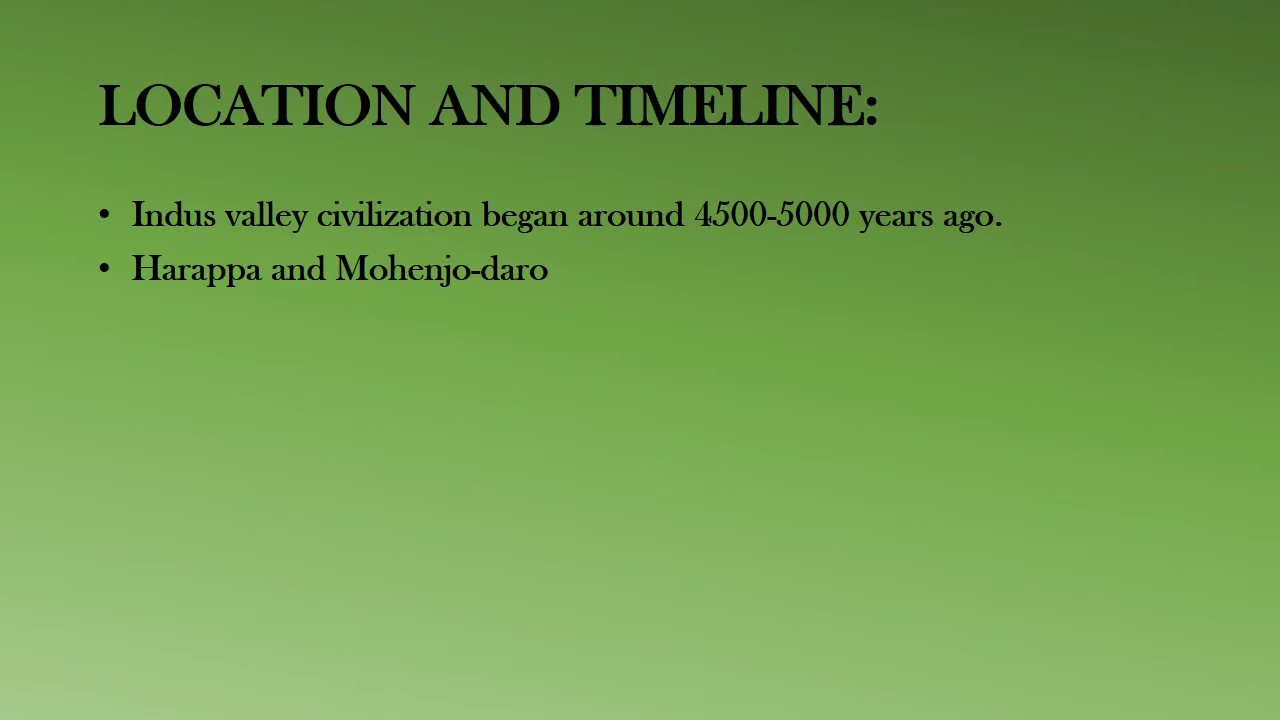 LOCATION AND TIMELINE:
• Indus valley civilization began around 4500-5000 years ago.
• Harappa and Mohenjo-daro